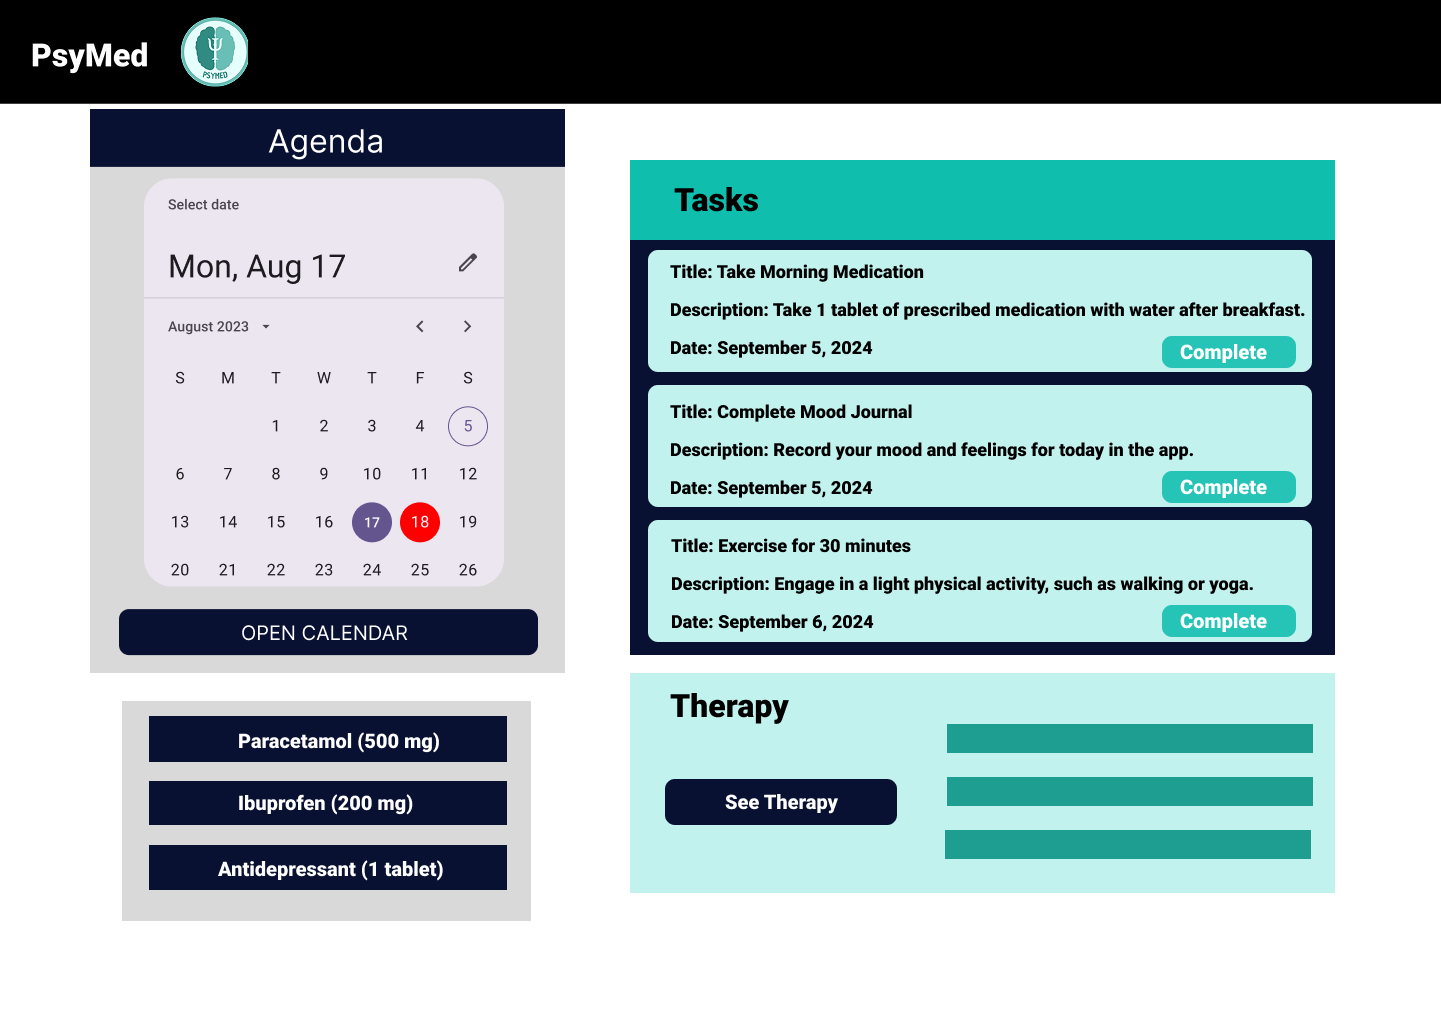 PsyMed
PSYMED
Agenda
Select date
Mon, Aug 17
August 2023
S M T W T F S
1 2 3 4 5
6 7 8 9 10 11 12
13 14 15 16 17 18 19
20 21 22 23 24 25 26
OPEN CALENDAR
Paracetamol (500 mg)
Ibuprofen (200 mg)
Antidepressant (1 tablet)
Tasks
Title: Take Morning Medication
Description: Take 1 tablet of prescribed medication with water after breakfast.
Date: September 5, 2024
Complete
Title: Complete Mood Journal
Description: Record your mood and feelings for today in the app.
Date: September 5, 2024
Complete
Title: Exercise for 30 minutes
Description: Engage in a light physical activity, such as walking or yoga.
Date: September 6, 2024
Complete
Therapy
See Therapy